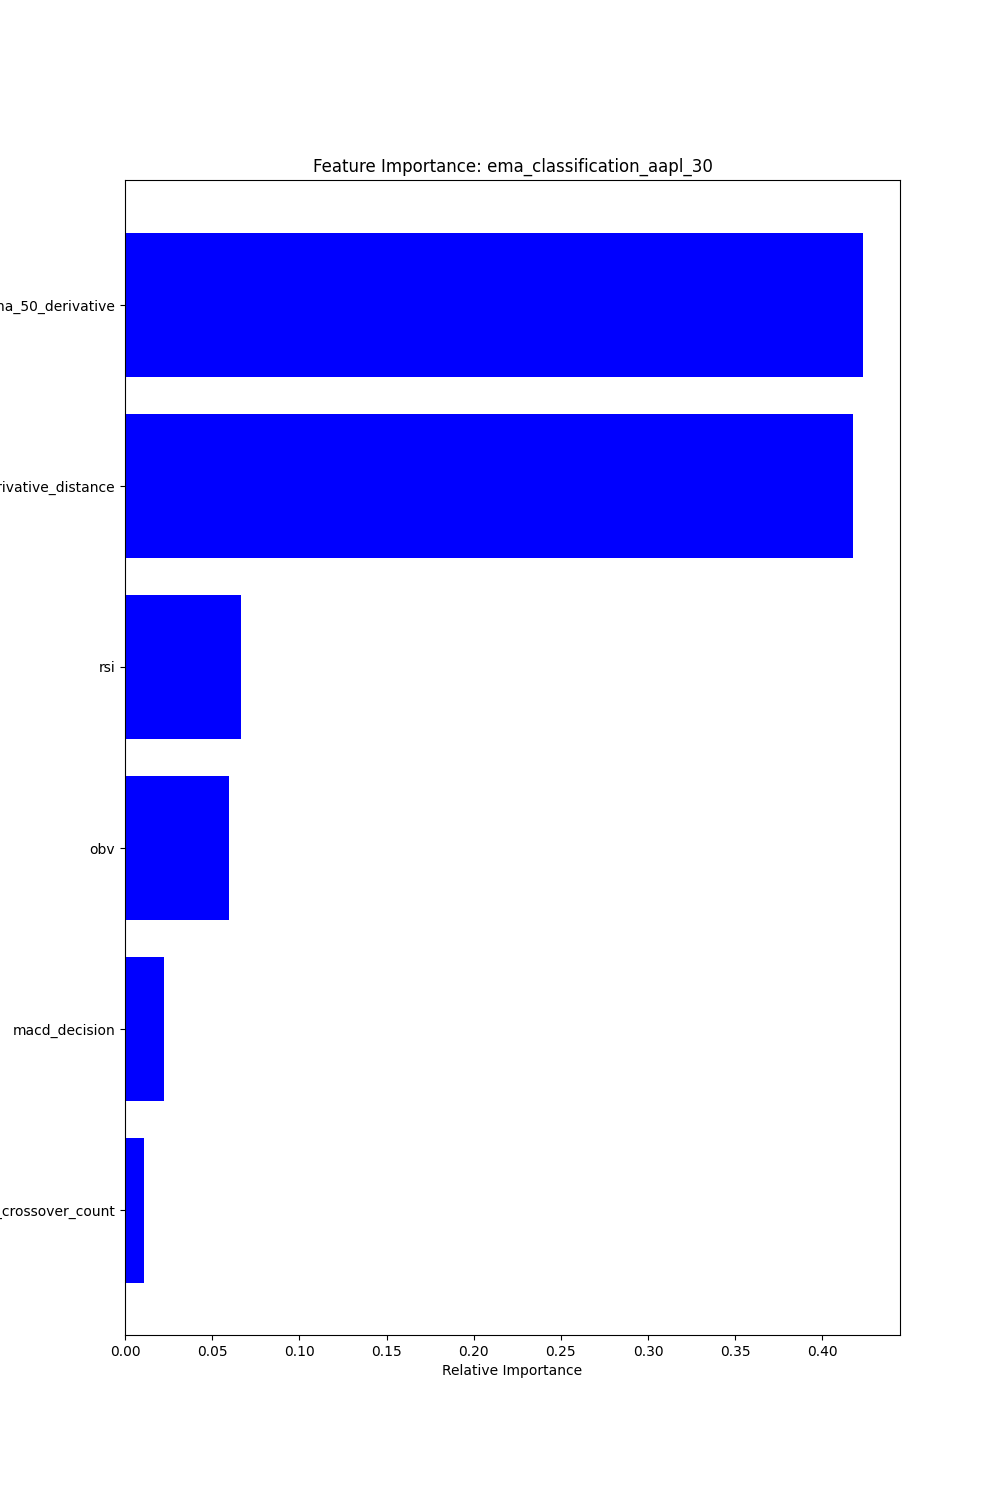 Feature Importance: ema_classification_aapl_30
ma_50_derivative
rivative_distance
rsi
obv
macd_decision
_crossover_count
0.00 0.05 0.10 0.15 0.20 0.25 0.30 0.35 0.40
Relative Importance